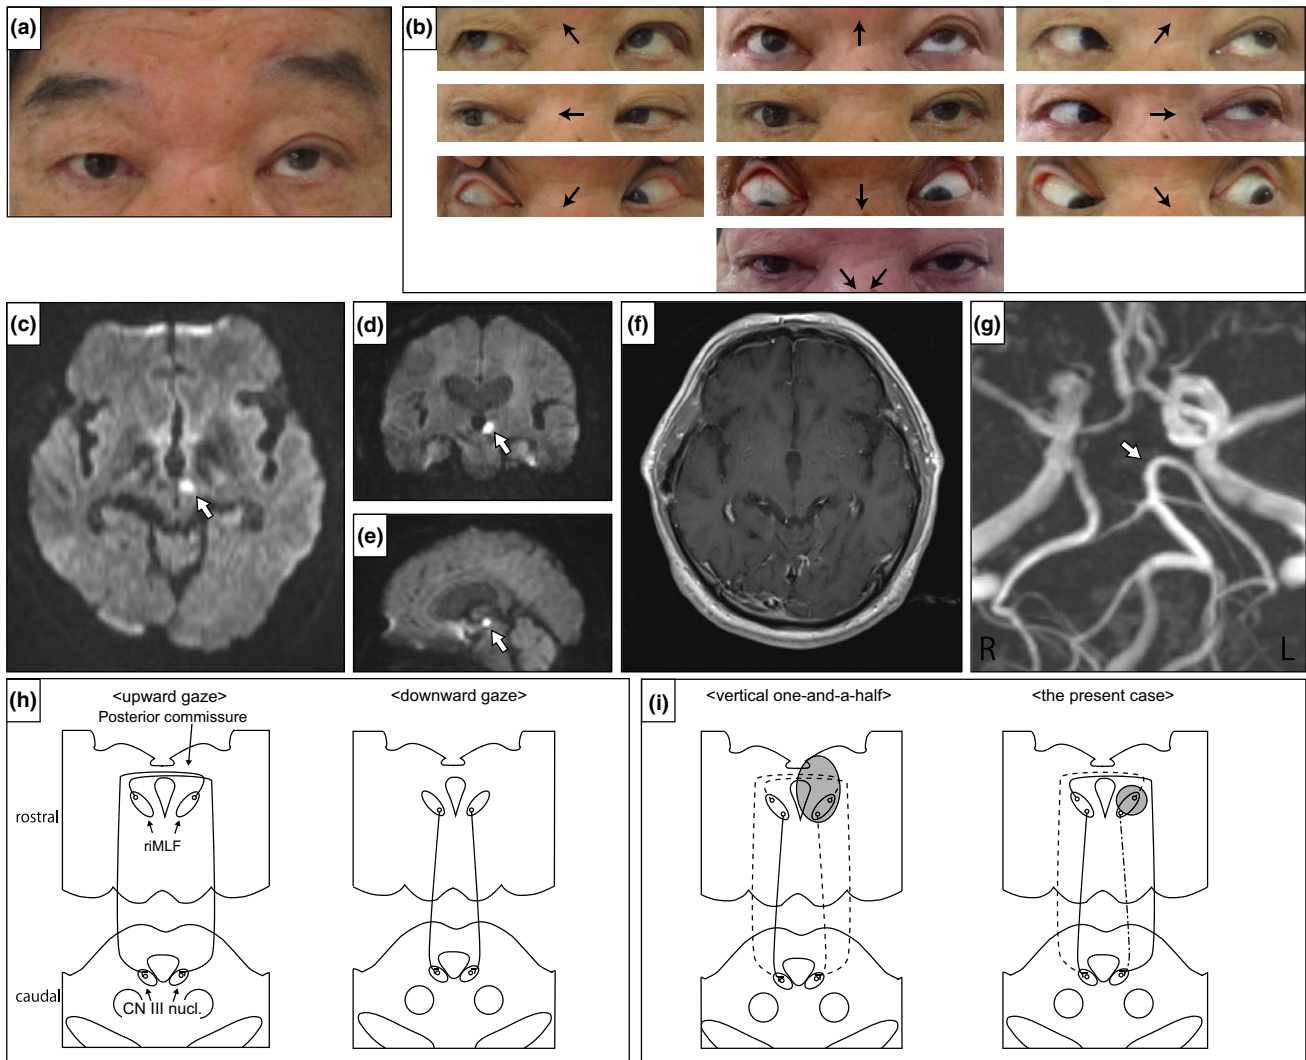 (a)
(b)
(c)
(d)
(e)
(f)
(g)
R
L
(h)
<upward gaze>
Posterior commissure
<downward gaze>
rostral
riMLF
caudal
CN III nucl.
(i)
<vertical one-and-a-half>
<the present case>